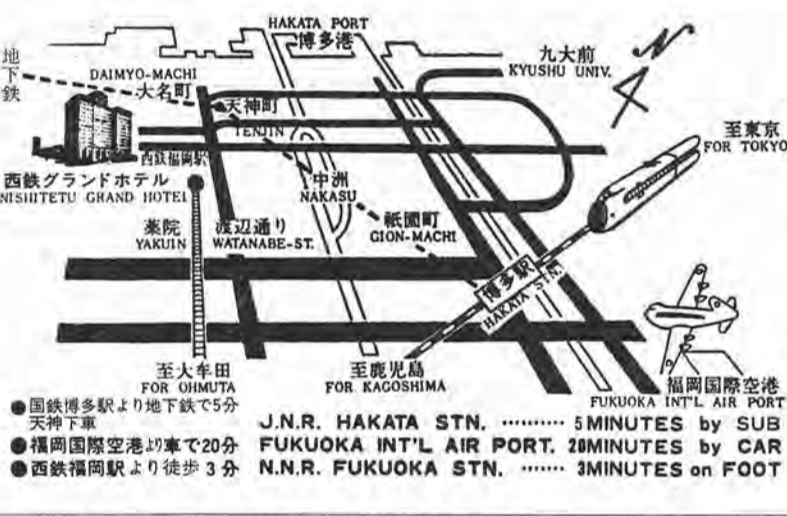 HAKATA PORT
博多港
地下鉄
DAIMYO-MACHI
大名町
九大前
KYUSHU UNIV.
N
天神町
TENJIN
至東京
FOR TOKYO
西鉄福岡駅
西鉄グランドホテル
NISHITETU GRAND HOTEL
中洲
NAKASU
薬院
YAKUIN
渡辺通り
WATANABE-ST.
祇園町
GION-MACHI
博多駅
HAKATA STN.
至大牟田
FOR OHMUTA
至鹿児島
FOR KAGOSHIMA
福岡国際空港
FUKUOKA INT'L AIR PORT
●国鉄博多駅より地下鉄で5分
天神下車
●福岡国際空港より車で20分
●西鉄福岡駅より徒歩3分
J.N.R. HAKATA STN. ·········· 5MINUTES by SUB
FUKUOKA INT'L AIR PORT. 20MINUTES by CAR
N.N.R. FUKUOKA STN. ······· 3MINUTES on FOOT